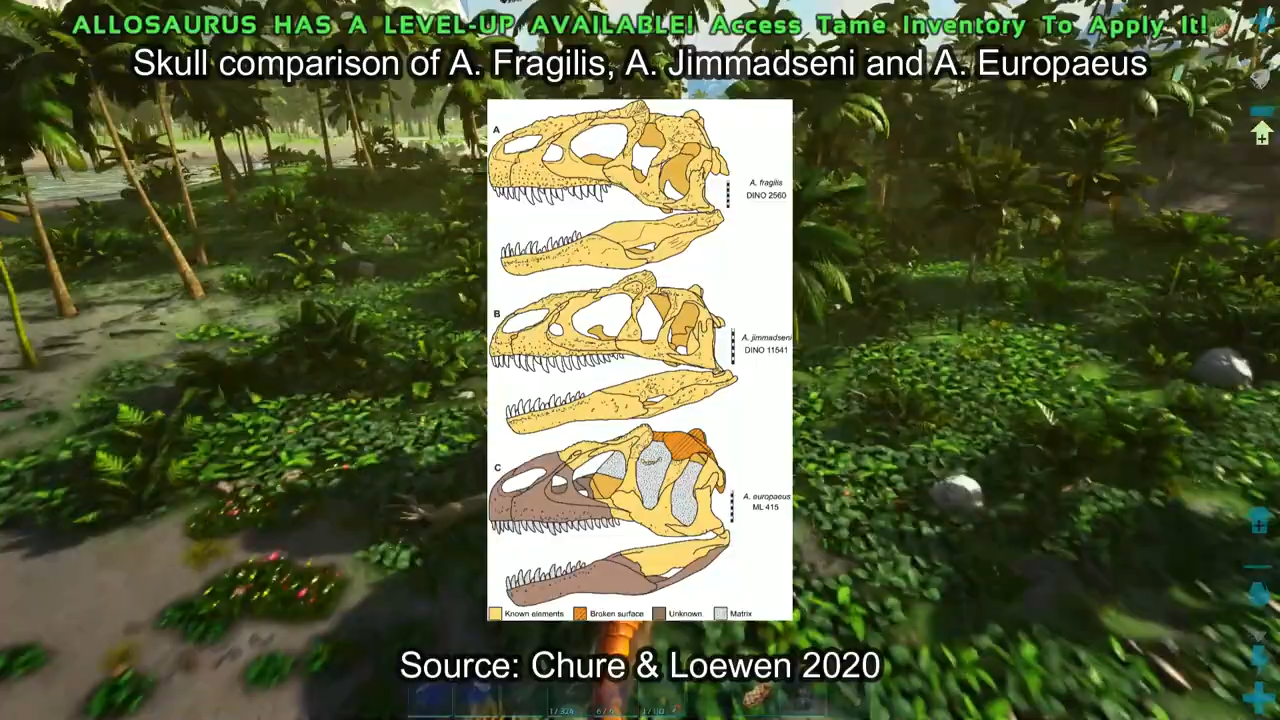 ALLOSAURUS HAS A LEVEL-UP AVAILABLE! Access Tame Inventory To Apply It!
Skull comparison of A. Fragilis, A. Jimmadseni and A. Europaeus
A
A. fragilis
DINO 2560
B
A. jimmadseni
DINO 11541
C
A. europaeus
ML 415
Known elements Broken surface Unknown Matrix
Source: Chure & Loewen 2020